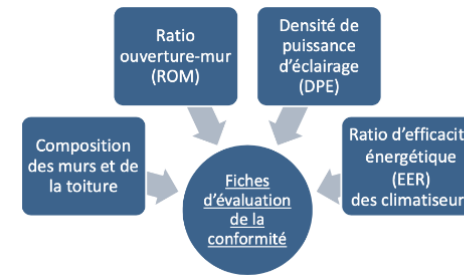 Ratio
ouverture-mur
(ROM)
Densité de
puissance
d'éclairage
(DPE)
Composition
des murs et de
la toiture
Ratio d'efficacit
énergétique
(EER)
des climatiseur
Fiches
d'évaluation
de la
conformité